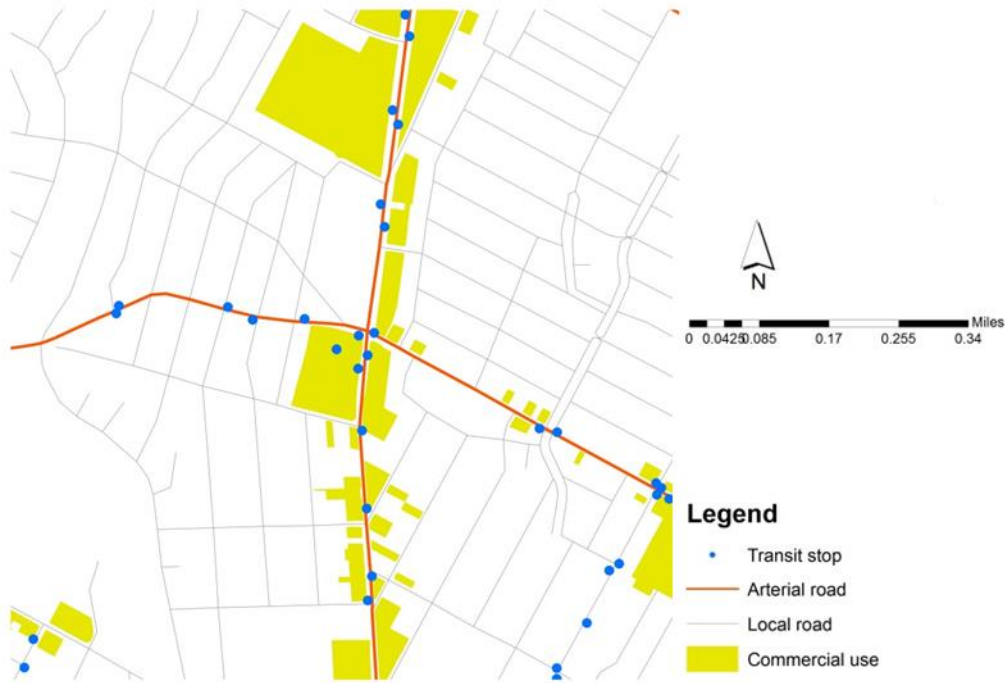 N
Miles
0 0.0425 0.085 0.17 0.255 0.34
Legend
Transit stop
Arterial road
Local road
Commercial use